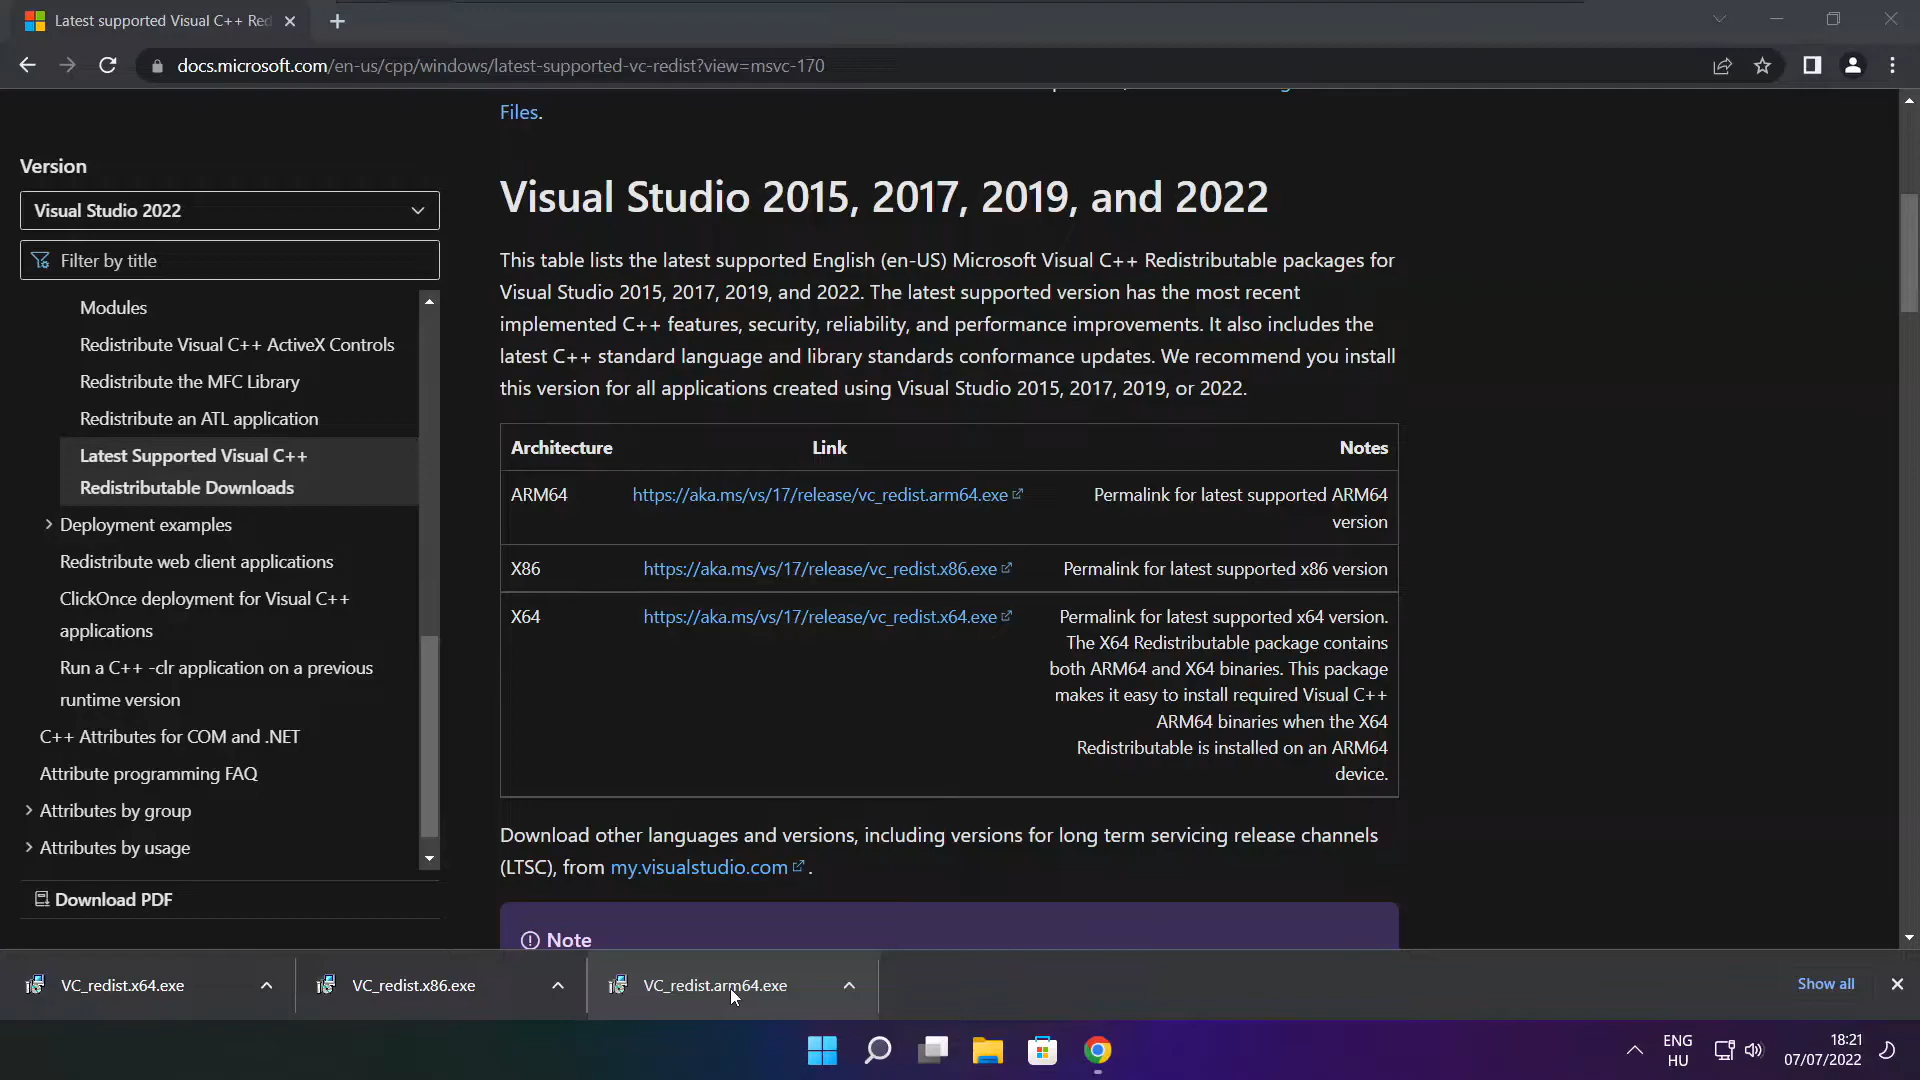 Latest supported Visual C++ Red
docs.microsoft.com/en-us/cpp/windows/latest-supported-vc-redist?view=msvc-170
Version
Visual Studio 2022
Filter by title
Modules
Redistribute Visual C++ ActiveX Controls
Redistribute the MFC Library
Redistribute an ATL application
Latest Supported Visual C++
Redistributable Downloads
Deployment examples
Redistribute web client applications
ClickOnce deployment for Visual C++
applications
Run a C++ -clr application on a previous
runtime version
C++ Attributes for COM and .NET
Attribute programming FAQ
Attributes by group
Attributes by usage
Download PDF
Files.
Visual Studio 2015, 2017, 2019, and 2022
This table lists the latest supported English (en-US) Microsoft Visual C++ Redistributable packages for
Visual Studio 2015, 2017, 2019, and 2022. The latest supported version has the most recent
implemented C++ features, security, reliability, and performance improvements. It also includes the
latest C++ standard language and library standards conformance updates. We recommend you install
this version for all applications created using Visual Studio 2015, 2017, 2019, or 2022.
Architecture Link Notes
ARM64 https://aka.ms/vs/17/release/vc_redist.arm64.exe Permalink for latest supported ARM64
version
X86 https://aka.ms/vs/17/release/vc_redist.x86.exe Permalink for latest supported x86 version
X64 https://aka.ms/vs/17/release/vc_redist.x64.exe Permalink for latest supported x64 version.
The X64 Redistributable package contains
both ARM64 and X64 binaries. This package
makes it easy to install required Visual C++
ARM64 binaries when the X64
Redistributable is installed on an ARM64
device.
Download other languages and versions, including versions for long term servicing release channels
(LTSC), from my.visualstudio.com.
Note
VC_redist.x64.exe
VC_redist.x86.exe
VC_redist.arm64.exe
Show all
ENG
HU
18:21
07/07/2022